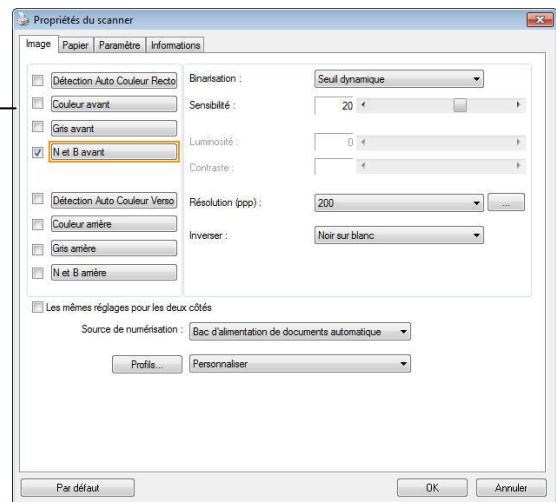 Propriétés du scanner
Image Papier Paramètre Informations
Détection Auto Couleur Recto
Couleur avant
Gris avant
N et B avant
Détection Auto Couleur Verso
Couleur arrière
Gris arrière
N et B arrière
Binarisation : Seuil dynamique
Sensibilité : 20
Luminosité : 0
Contraste :
Résolution (ppp) : 200 ...
Inverser : Noir sur blanc
Les mêmes réglages pour les deux côtés
Source de numérisation : Bac d'alimentation de documents automatique
Profils... Personnaliser
Par défaut OK Annuler